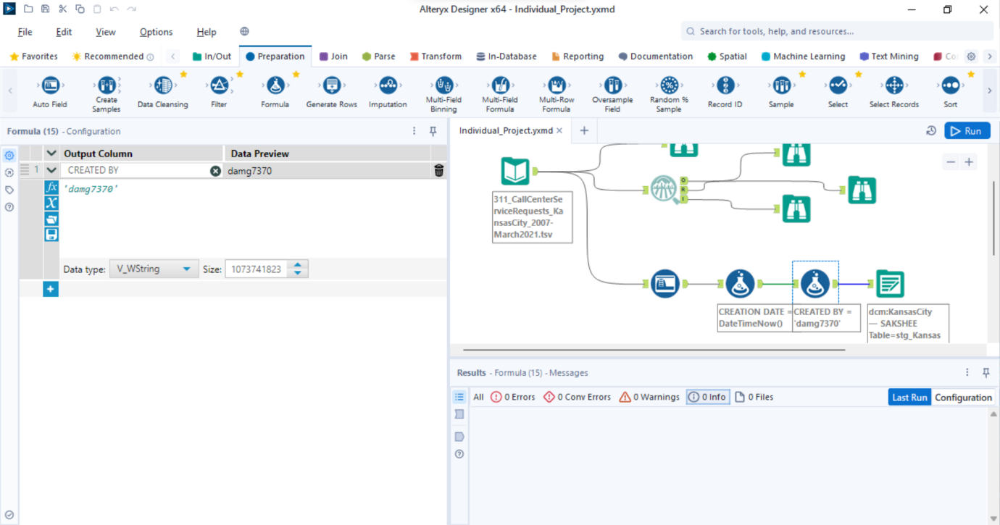 Alteryx Designer x64 - Individual_Project.yxmd
File Edit View Options Help
Search for tools, help, and resources...
Favorites Recommended In/Out Preparation Join Parse Transform In-Database Reporting Documentation Spatial Machine Learning Text Mining Co
Auto Field
Create
Samples
Data Cleansing
Filter
Formula
Generate Rows
Imputation
Multi-Field
Binning
Multi-Field
Formula
Multi-Row
Formula
Oversample
Field
Random %
Sample
Record ID
Sample
Select
Select Records
Sort
Formula (15) - Configuration
Output Column Data Preview
1 CREATED BY damg7370
fx 'damg7370'
X
Data type: V_WString Size: 1073741823
Individual_Project.yxmd
Run
O
R
I
311_CallCenterSe
rviceRequests_Ka
nsasCity_2007-
March2021.tsv
CREATION DATE =
DateTimeNow()
CREATED BY =
'damg7370'
dcm:KansasCity
— SAKSHEE
Table=stg_Kansas
Results - Formula (15) - Messages
All 0 Errors 0 Conv Errors 0 Warnings 0 Info 0 Files Last Run Configuration